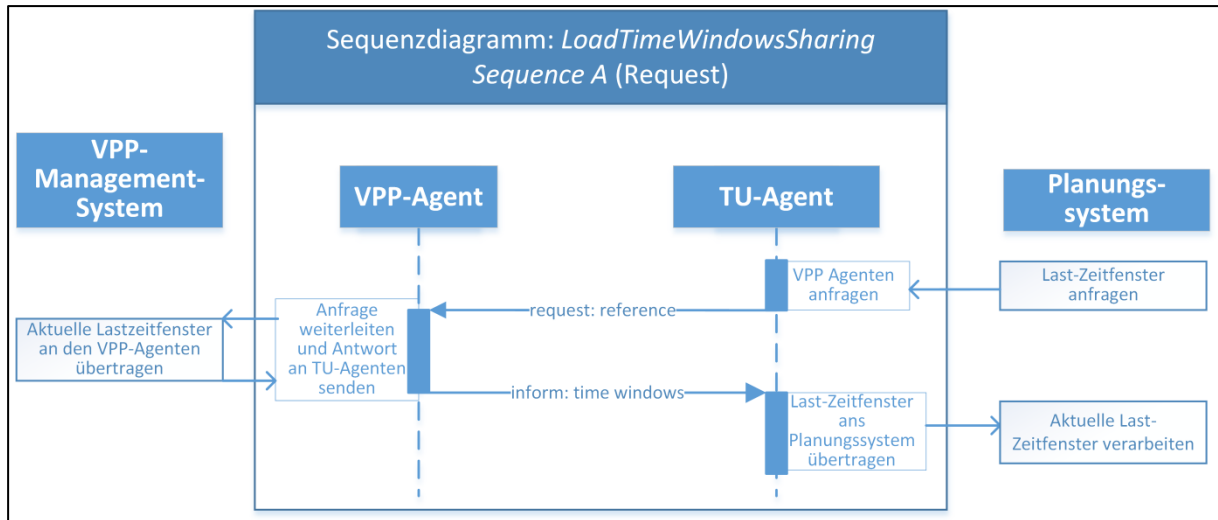 Sequenzdiagramm: LoadTimeWindowsSharing
Sequence A (Request)
VPP-
Management-
System
VPP-Agent
TU-Agent
Planungs-
system
VPP Agenten
anfragen
Last-Zeitfenster
anfragen
request: reference
Anfrage
weiterleiten
und Antwort
an TU-Agenten
senden
Aktuelle Lastzeitfenster
an den VPP-Agenten
übertragen
inform: time windows
Last-Zeitfenster
ans
Planungssystem
übertragen
Aktuelle Last-
Zeitfenster verarbeiten